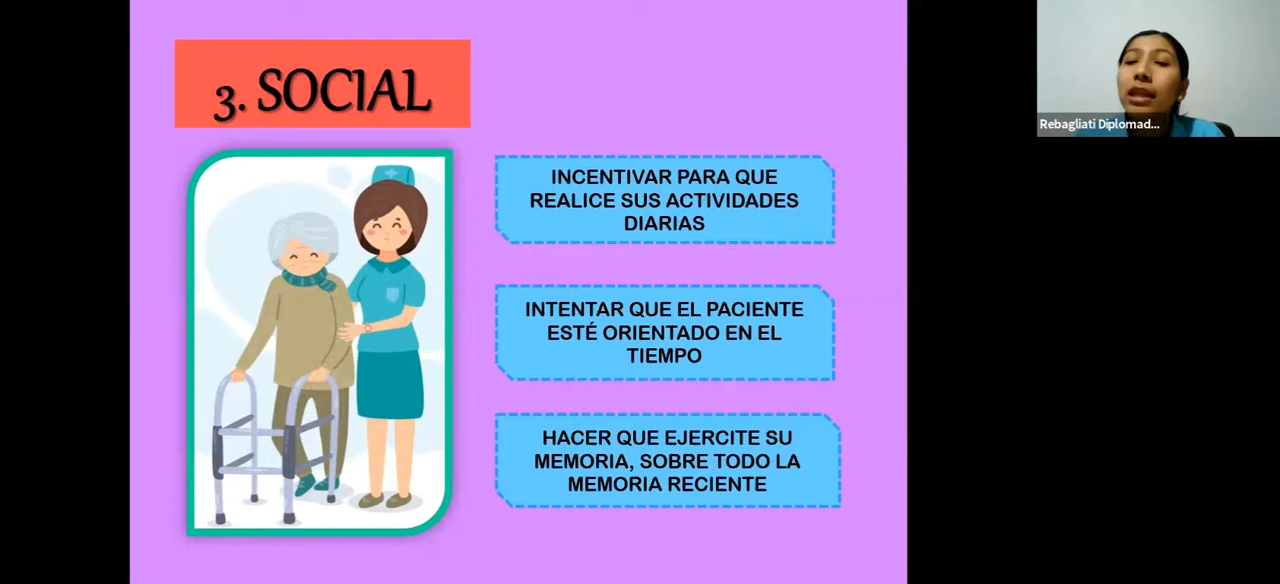 3. SOCIAL
INCENTIVAR PARA QUE
REALICE SUS ACTIVIDADES
DIARIAS
INTENTAR QUE EL PACIENTE
ESTÉ ORIENTADO EN EL
TIEMPO
HACER QUE EJERCITE SU
MEMORIA, SOBRE TODO LA
MEMORIA RECIENTE
Rebagliati Diplomad...